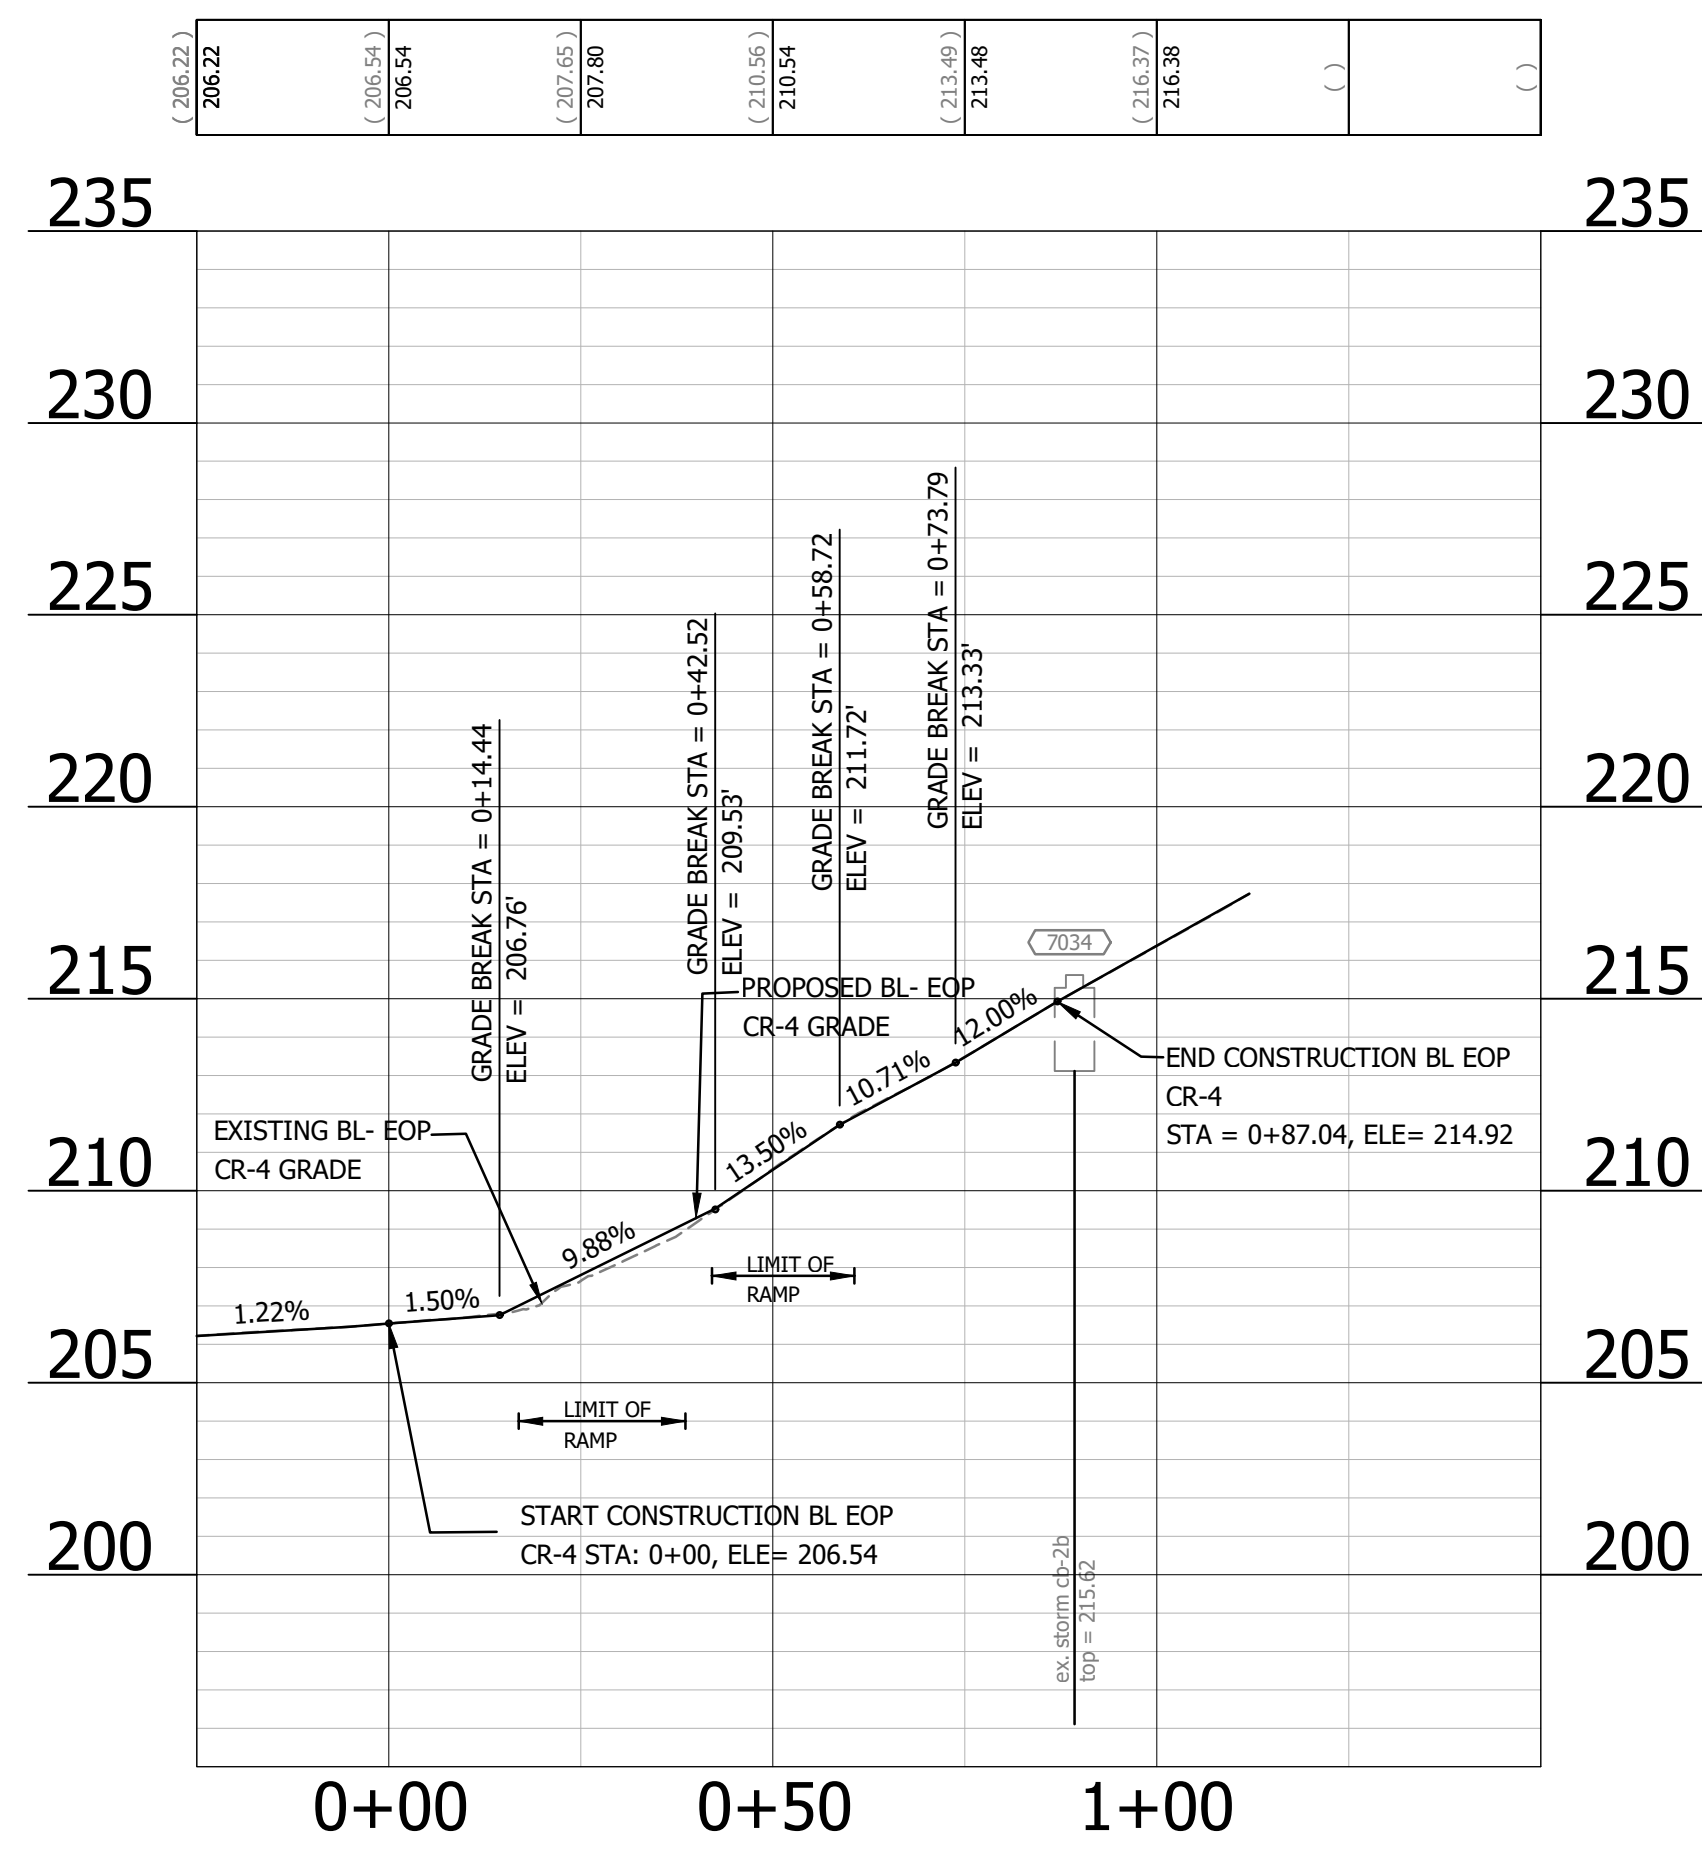 ( 206.22 )
206.22
( 206.54 )
206.54
( 207.65 )
207.80
( 210.56 )
210.54
( 213.49 )
213.48
( 216.37 )
216.38
( )
( )
235
235
230
230
225
225
220
220
215
215
210
210
205
205
200
200
GRADE BREAK STA = 0+14.44
ELEV = 206.76'
GRADE BREAK STA = 0+42.52
ELEV = 209.53'
GRADE BREAK STA = 0+58.72
ELEV = 211.72'
GRADE BREAK STA = 0+73.79
ELEV = 213.33'
7034
PROPOSED BL- EOP
CR-4 GRADE
EXISTING BL- EOP
CR-4 GRADE
END CONSTRUCTION BL EOP
CR-4
STA = 0+87.04, ELE= 214.92
1.22%
1.50%
9.88%
13.50%
10.71%
12.00%
LIMIT OF
RAMP
LIMIT OF
RAMP
START CONSTRUCTION BL EOP
CR-4 STA: 0+00, ELE= 206.54
ex. storm cb-2b
top = 215.62
0+00
0+50
1+00